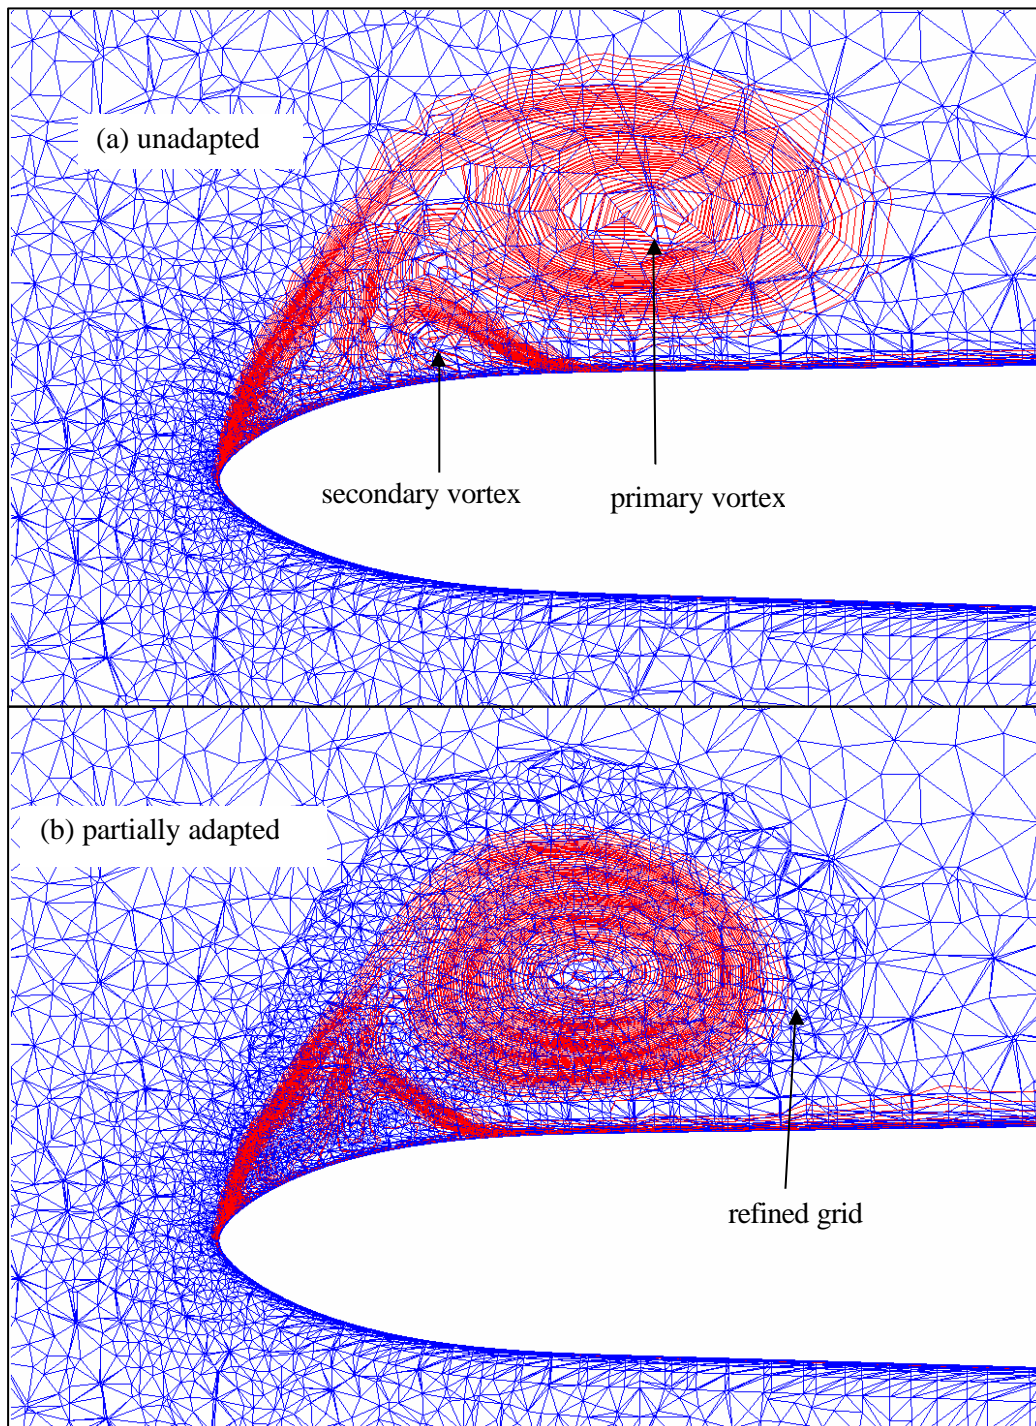 (a) unadapted
secondary vortex
primary vortex
(b) partially adapted
refined grid